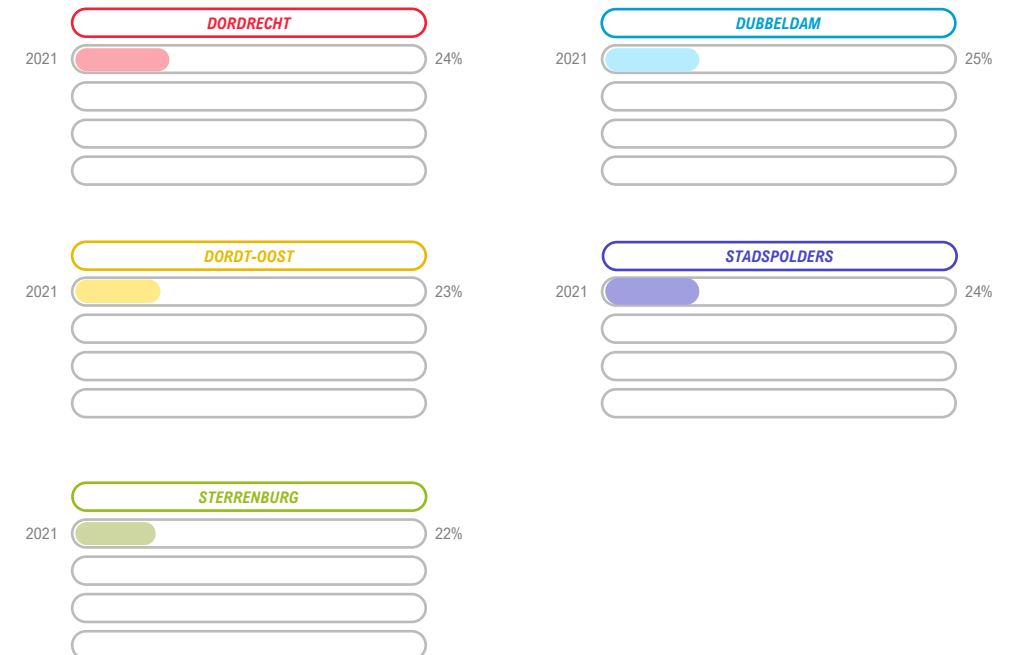 DORDRECHT
2021 24%
DUBBELDAM
2021 25%
DORDT-OOST
2021 23%
STADSPOLDERS
2021 24%
STERRENBURG
2021 22%